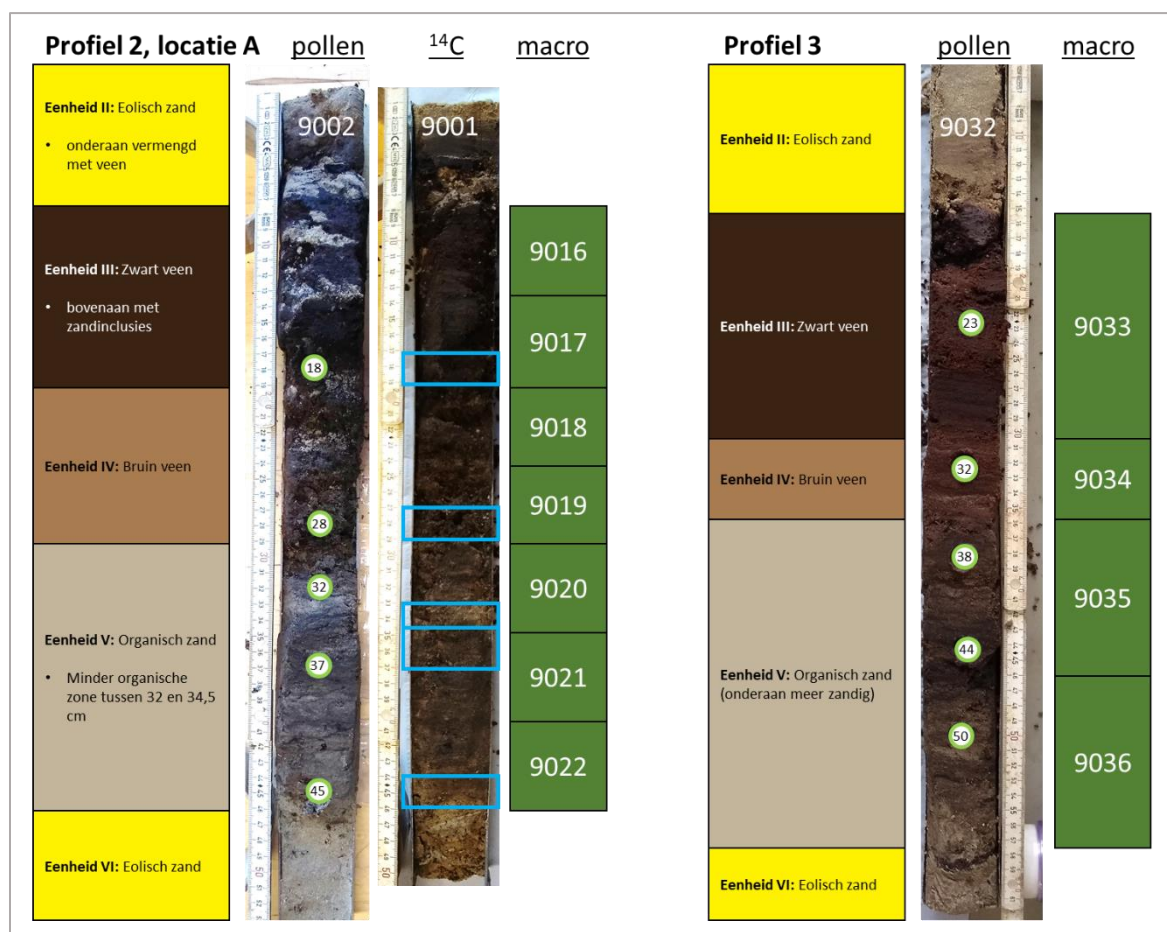 Profiel 2, locatie A
pollen
14C
macro
Eenheid II: Eolisch zand
• onderaan vermengd
met veen
Eenheid III: Zwart veen
• bovenaan met
zandinclusies
Eenheid IV: Bruin veen
Eenheid V: Organisch zand
• Minder organische
zone tussen 32 en 34,5
cm
Eenheid VI: Eolisch zand
9002
18
28
32
37
45
9001
9016
9017
9018
9019
9020
9021
9022
Profiel 3
pollen
macro
Eenheid II: Eolisch zand
Eenheid III: Zwart veen
Eenheid IV: Bruin veen
Eenheid V: Organisch zand
(onderaan meer zandig)
Eenheid VI: Eolisch zand
9032
23
32
38
44
50
9033
9034
9035
9036